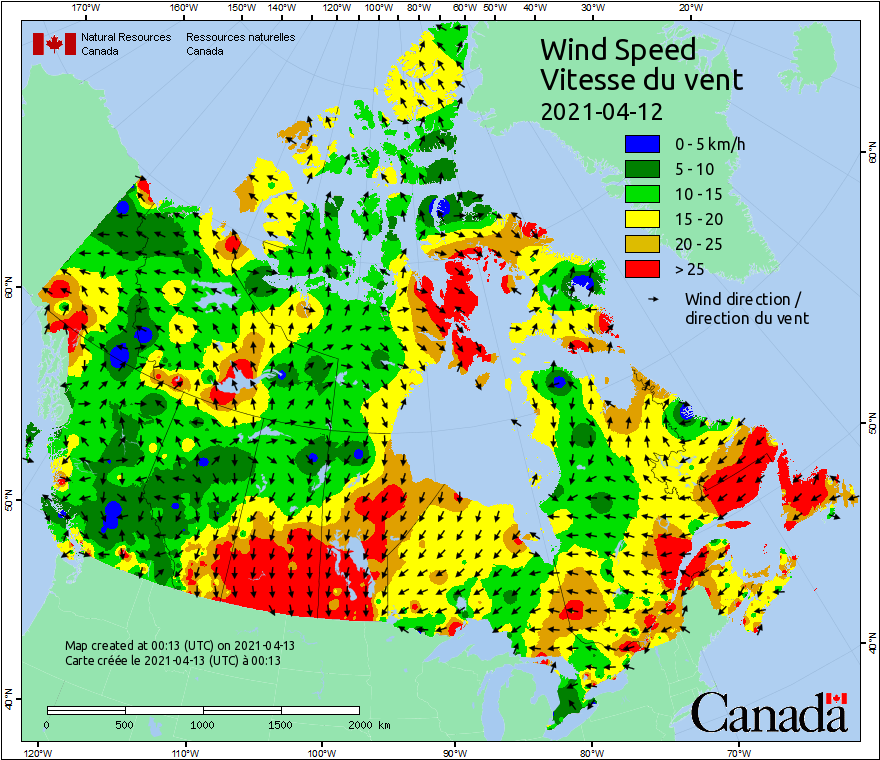 170°W 160°W 150°W 140°W 120°W 100°W 80°W 60°W 50°W 40°W 30°W 20°W
Natural Resources Ressources naturelles
Canada Canada
Wind Speed
Vitesse du vent
2021-04-12
0 - 5 km/h
5 - 10
10 - 15
15 - 20
20 - 25
> 25
Wind direction /
direction du vent
60°N
60°N
50°N
50°N
40°N
40°N
Map created at 00:13 (UTC) on 2021-04-13
Carte créée le 2021-04-13 (UTC) à 00:13
0 500 1000 1500 2000 km
Canada
120°W 110°W 100°W 90°W 80°W 70°W